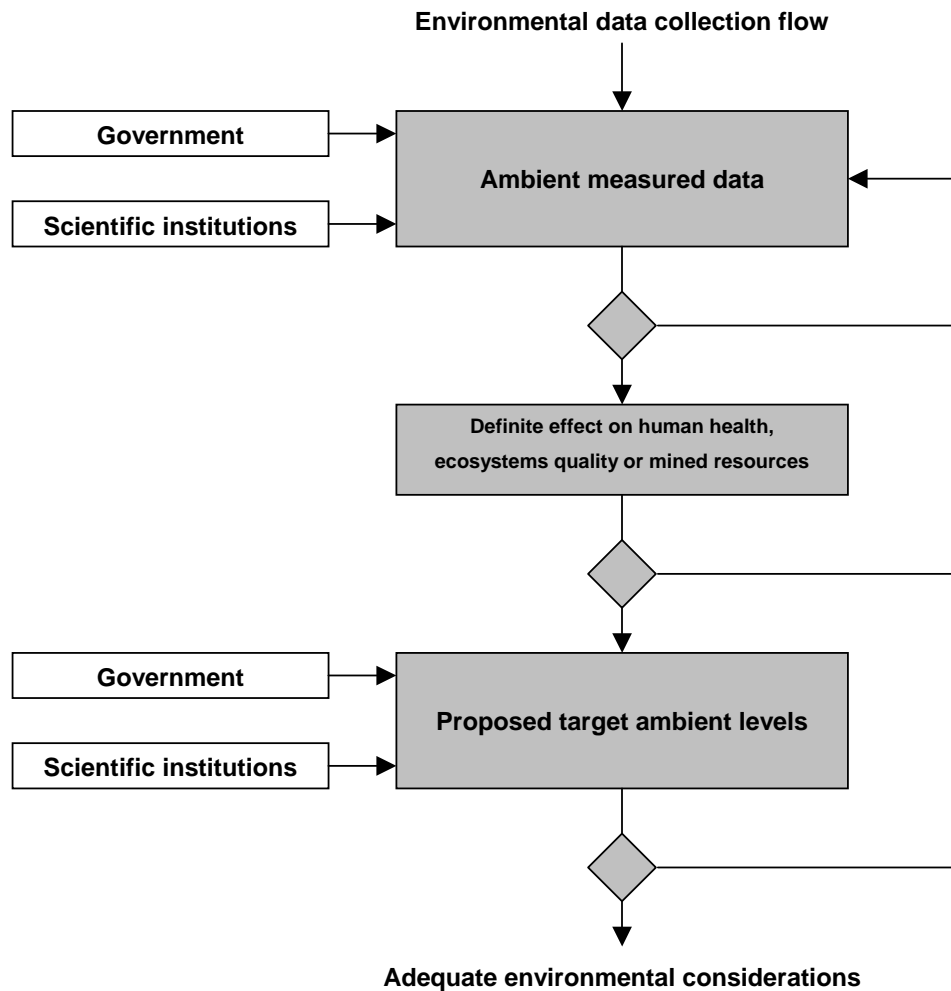 Environmental data collection flow
Government
Ambient measured data
Scientific institutions
Definite effect on human health,
ecosystems quality or mined resources
Government
Proposed target ambient levels
Scientific institutions
Adequate environmental considerations